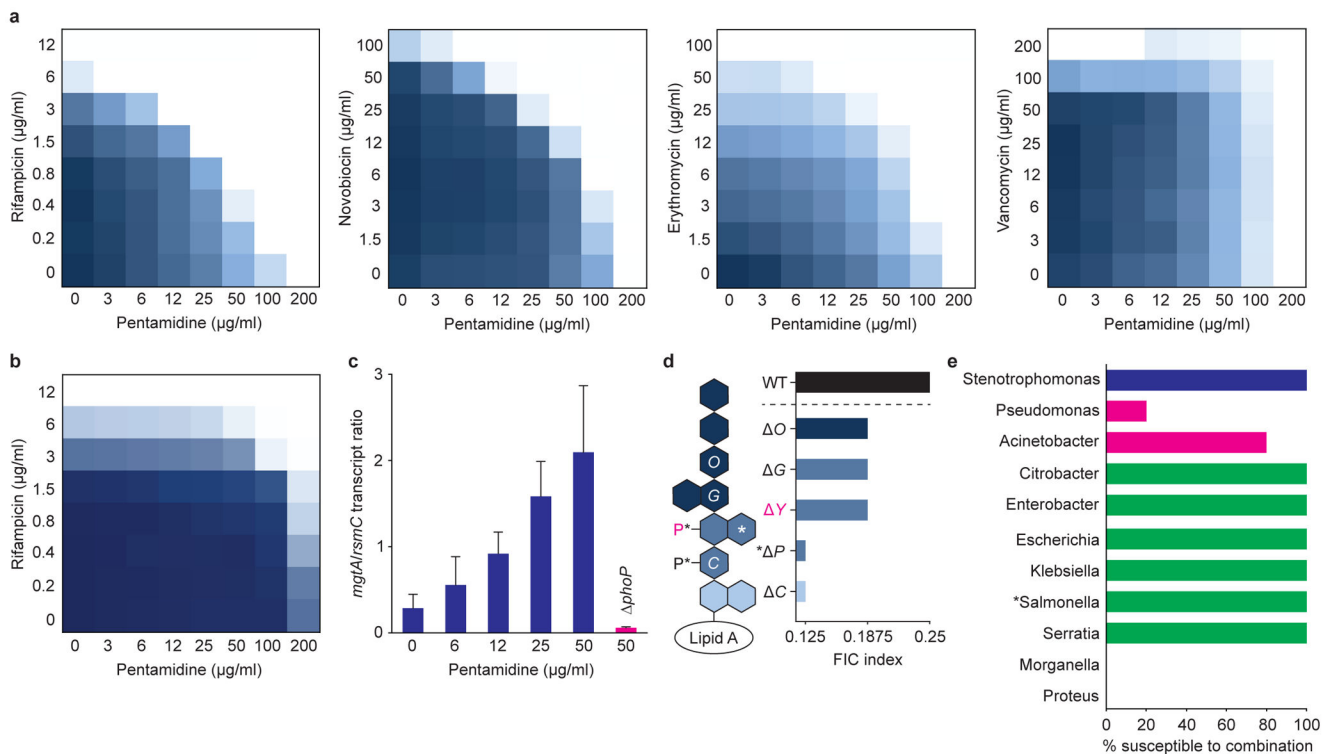 a
Rifampicin (µg/ml)
12
6
3
1.5
0.8
0.4
0.2
0
0 3 6 12 25 50 100 200
Pentamidine (µg/ml)
Novobiocin (µg/ml)
100
50
25
12
6
3
1.5
0
0 3 6 12 25 50 100 200
Pentamidine (µg/ml)
Erythromycin (µg/ml)
100
50
25
12
6
3
1.5
0
0 3 6 12 25 50 100 200
Pentamidine (µg/ml)
Vancomycin (µg/ml)
200
100
50
25
12
6
3
0
0 3 6 12 25 50 100 200
Pentamidine (µg/ml)
b
Rifampicin (µg/ml)
12
6
3
1.5
0.8
0.4
0.2
0
0 3 6 12 25 50 100 200
Pentamidine (µg/ml)
c
mgtA/rsmC transcript ratio
3
2
1
0
ΔphoP
0 6 12 25 50 50
Pentamidine (µg/ml)
d
O
G
P* *
P* C
Lipid A
WT
ΔO
ΔG
ΔY
*ΔP
ΔC
0.125 0.1875 0.25
FIC index
e
Stenotrophomonas
Pseudomonas
Acinetobacter
Citrobacter
Enterobacter
Escherichia
Klebsiella
*Salmonella
Serratia
Morganella
Proteus
0 20 40 60 80 100
% susceptible to combination